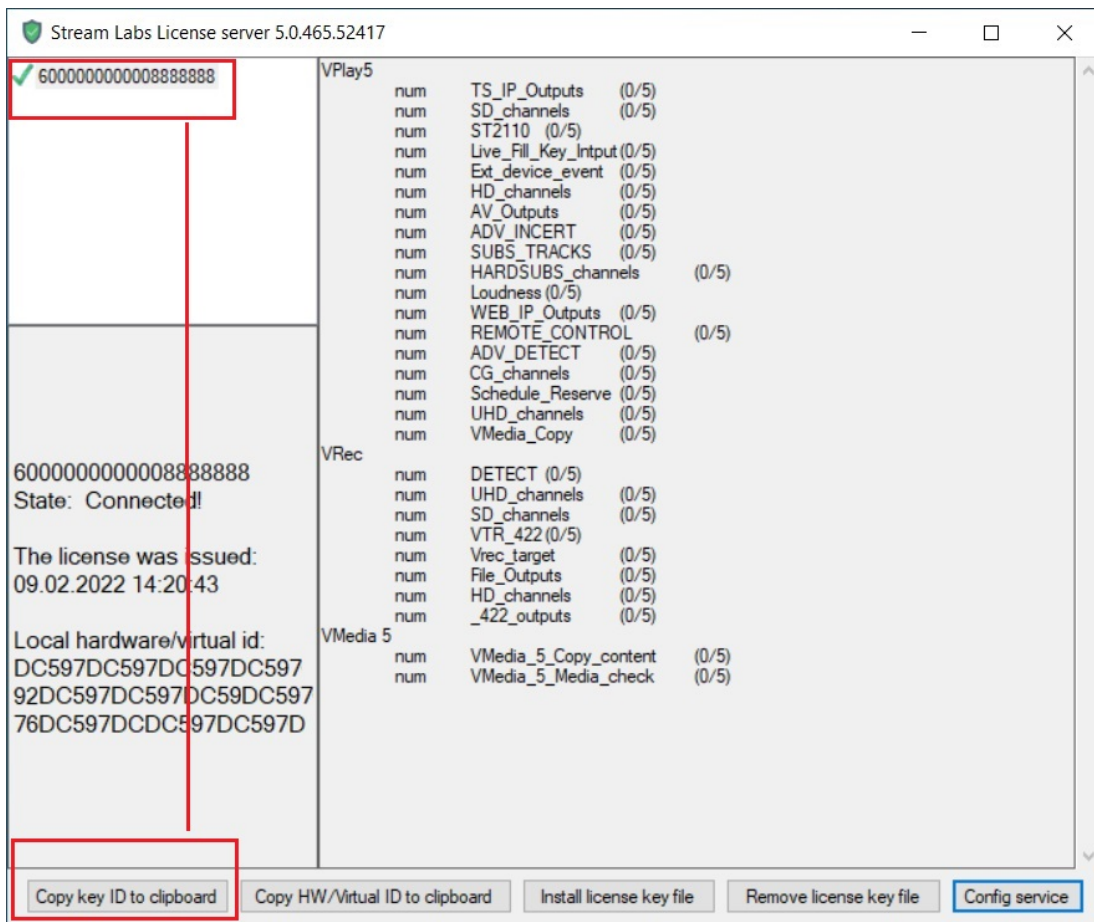 Stream Labs License server 5.0.465.52417
6000000000008888888
6000000000008888888
State: Connected!
The license was issued:
09.02.2022 14:20:43
Local hardware/virtual id:
DC597DC597DC597DC597
92DC597DC597DC59DC597
76DC597DCDC597DC597D
VPlay5
num TS_IP_Outputs (0/5)
num SD_channels (0/5)
num ST2110 (0/5)
num Live_Fill_Key_Intput (0/5)
num Ext_device_event (0/5)
num HD_channels (0/5)
num AV_Outputs (0/5)
num ADV_INCERT (0/5)
num SUBS_TRACKS (0/5)
num HARDSUBS_channels (0/5)
num Loudness (0/5)
num WEB_IP_Outputs (0/5)
num REMOTE_CONTROL (0/5)
num ADV_DETECT (0/5)
num CG_channels (0/5)
num Schedule_Reserve (0/5)
num UHD_channels (0/5)
num VMedia_Copy (0/5)
VRec
num DETECT (0/5)
num UHD_channels (0/5)
num SD_channels (0/5)
num VTR_422 (0/5)
num Vrec_target (0/5)
num File_Outputs (0/5)
num HD_channels (0/5)
num _422_outputs (0/5)
VMedia 5
num VMedia_5_Copy_content (0/5)
num VMedia_5_Media_check (0/5)
Copy key ID to clipboard
Copy HW/Virtual ID to clipboard
Install license key file
Remove license key file
Config service